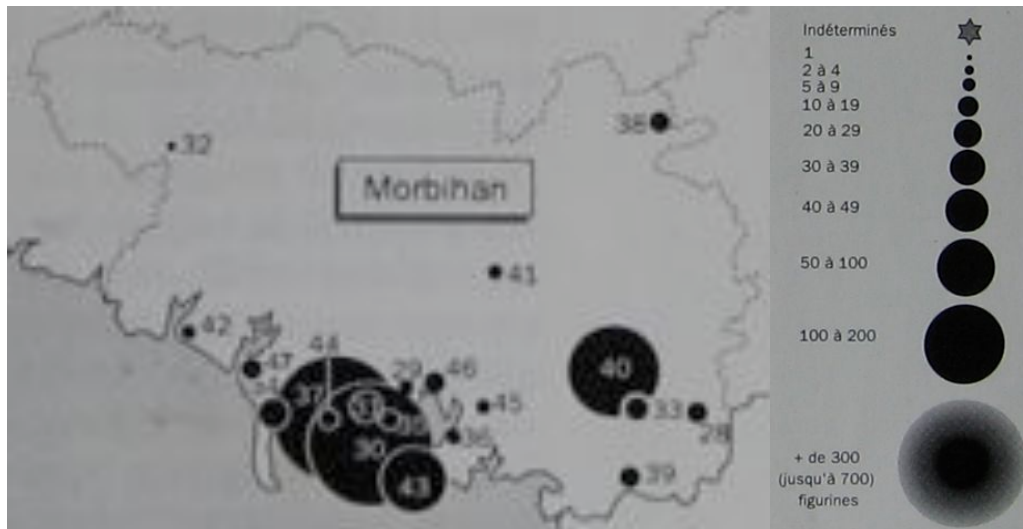 38
32
Morbihan
41
42
44
47
37
29
46
40
45
33
28
30
36
43
39
Indéterminés
1
2 à 4
5 à 9
10 à 19
20 à 29
30 à 39
40 à 49
50 à 100
100 à 200
+ de 300
(jusqu'à 700)
figurines